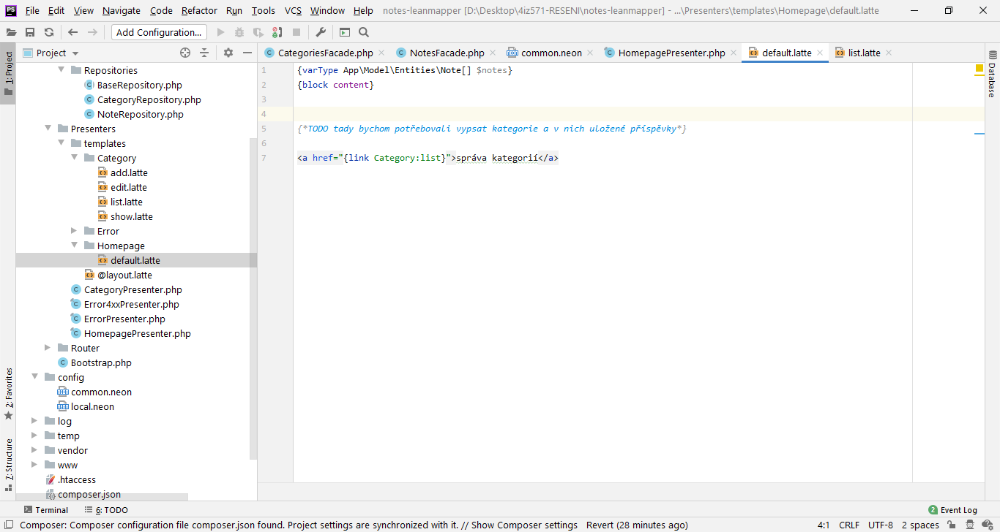 PS File Edit View Navigate Code Refactor Run Tools VCS Window Help notes-leanmapper [D:\Desktop\4iz571-RESENI\notes-leanmapper] - ...\Presenters\templates\Homepage\default.latte
Add Configuration...
1: Project
Project
CategoriesFacade.php
NotesFacade.php
common.neon
HomepagePresenter.php
default.latte
list.latte
Database
Repositories
BaseRepository.php
CategoryRepository.php
NoteRepository.php
Presenters
templates
Category
add.latte
edit.latte
list.latte
show.latte
Error
Homepage
default.latte
@layout.latte
CategoryPresenter.php
Error4xxPresenter.php
ErrorPresenter.php
HomepagePresenter.php
Router
Bootstrap.php
config
common.neon
local.neon
log
temp
vendor
www
.htaccess
composer.json
2: Favorites
7: Structure
1 {varType App\Model\Entities\Note[] $notes}
2 {block content}
3
4
5 {*TODO tady bychom potřebovali vypsat kategorie a v nich uložené příspěvky*}
6
7 <a href="{link Category:list}">správa kategorií</a>
Terminal 6: TODO 2 Event Log
Composer: Composer configuration file composer.json found. Project settings are synchronized with it. // Show Composer settings Revert (28 minutes ago) 4:1 CRLF UTF-8 2 spaces